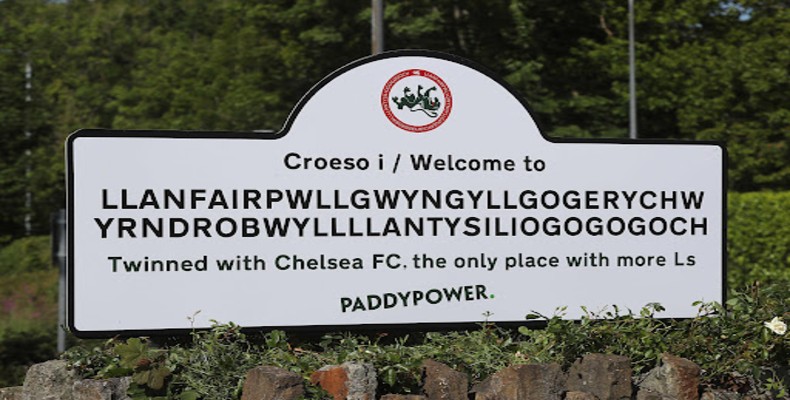 Croeso i / Welcome to
LLANFAIRPWLLGWYNGYLLGOGERYCHW
YRNDROBWYLLLLANTYSILIOGOGOGOCH
Twinned with Chelsea FC, the only place with more Ls
PADDYPOWER.